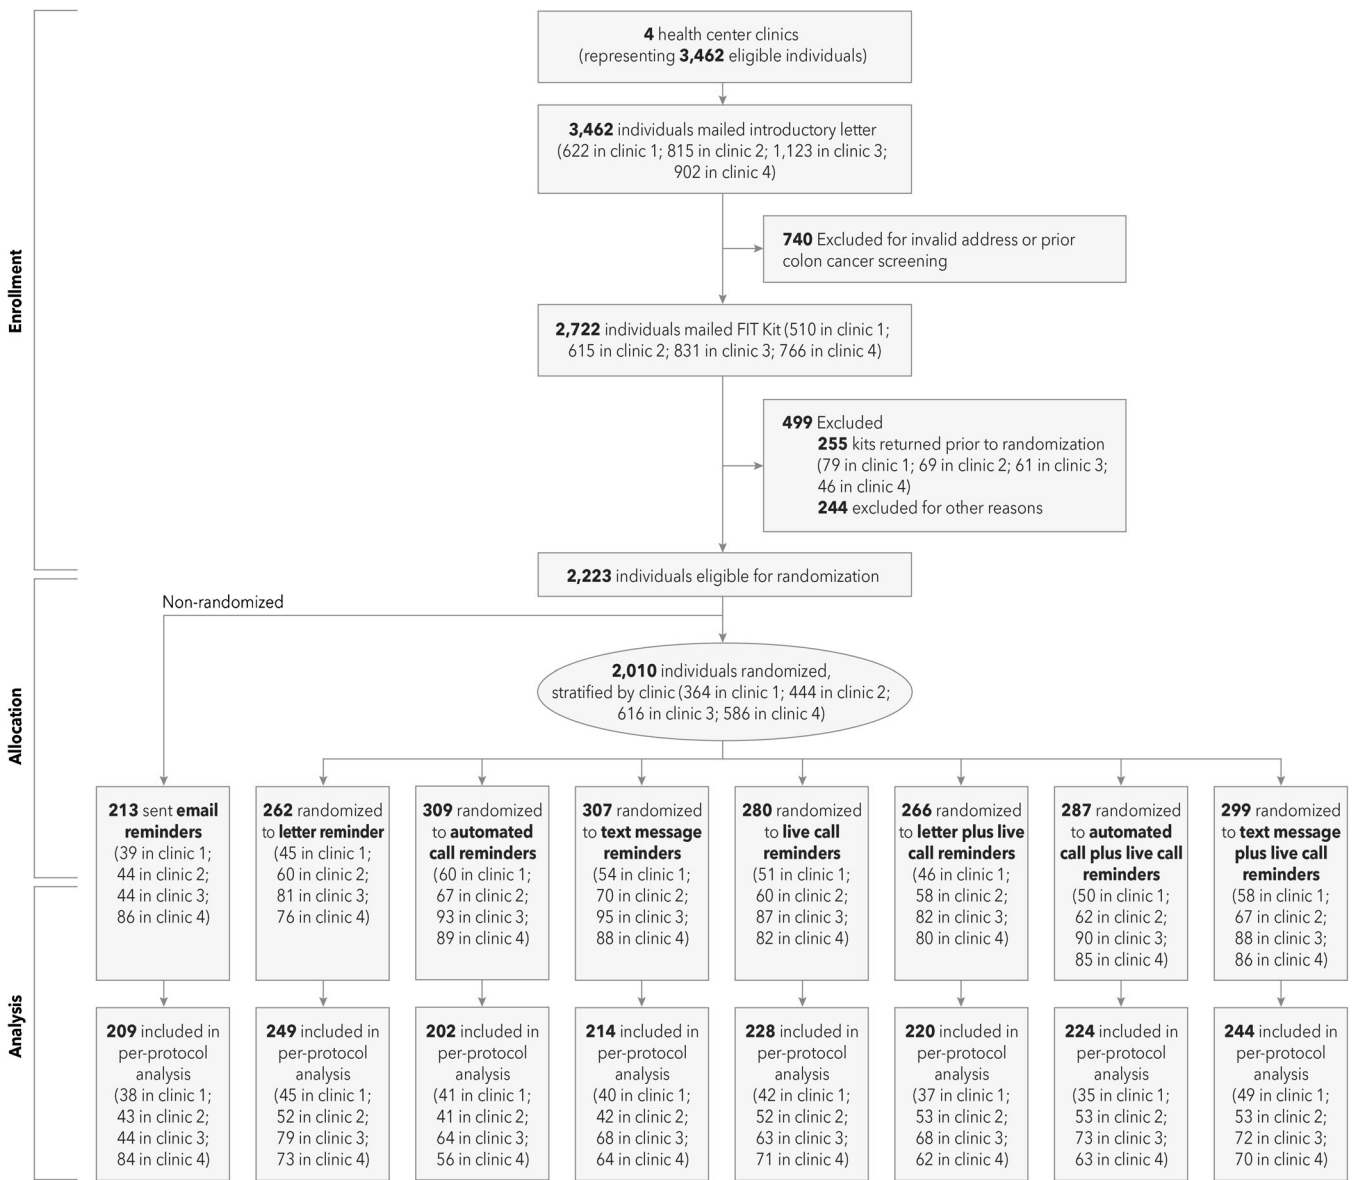 4 health center clinics
(representing 3,462 eligible individuals)
3,462 individuals mailed introductory letter
(622 in clinic 1; 815 in clinic 2; 1,123 in clinic 3;
902 in clinic 4)
740 Excluded for invalid address or prior
colon cancer screening
Enrollment
2,722 individuals mailed FIT Kit (510 in clinic 1;
615 in clinic 2; 831 in clinic 3; 766 in clinic 4)
499 Excluded
255 kits returned prior to randomization
(79 in clinic 1; 69 in clinic 2; 61 in clinic 3;
46 in clinic 4)
244 excluded for other reasons
2,223 individuals eligible for randomization
Non-randomized
2,010 individuals randomized,
stratified by clinic (364 in clinic 1; 444 in clinic 2;
616 in clinic 3; 586 in clinic 4)
Allocation
213 sent email
reminders
(39 in clinic 1;
44 in clinic 2;
44 in clinic 3;
86 in clinic 4)
262 randomized
to letter reminder
(45 in clinic 1;
60 in clinic 2;
81 in clinic 3;
76 in clinic 4)
309 randomized
to automated
call reminders
(60 in clinic 1;
67 in clinic 2;
93 in clinic 3;
89 in clinic 4)
307 randomized
to text message
reminders
(54 in clinic 1;
70 in clinic 2;
95 in clinic 3;
88 in clinic 4)
280 randomized
to live call
reminders
(51 in clinic 1;
60 in clinic 2;
87 in clinic 3;
82 in clinic 4)
266 randomized
to letter plus live
call reminders
(46 in clinic 1;
58 in clinic 2;
82 in clinic 3;
80 in clinic 4)
287 randomized
to automated
call plus live call
reminders
(50 in clinic 1;
62 in clinic 2;
90 in clinic 3;
85 in clinic 4)
299 randomized
to text message
plus live call
reminders
(58 in clinic 1;
67 in clinic 2;
88 in clinic 3;
86 in clinic 4)
Analysis
209 included in
per-protocol
analysis
(38 in clinic 1;
43 in clinic 2;
44 in clinic 3;
84 in clinic 4)
249 included in
per-protocol
analysis
(45 in clinic 1;
52 in clinic 2;
79 in clinic 3;
73 in clinic 4)
202 included in
per-protocol
analysis
(41 in clinic 1;
41 in clinic 2;
64 in clinic 3;
56 in clinic 4)
214 included in
per-protocol
analysis
(40 in clinic 1;
42 in clinic 2;
68 in clinic 3;
64 in clinic 4)
228 included in
per-protocol
analysis
(42 in clinic 1;
52 in clinic 2;
63 in clinic 3;
71 in clinic 4)
220 included in
per-protocol
analysis
(37 in clinic 1;
53 in clinic 2;
68 in clinic 3;
62 in clinic 4)
224 included in
per-protocol
analysis
(35 in clinic 1;
53 in clinic 2;
73 in clinic 3;
63 in clinic 4)
244 included in
per-protocol
analysis
(49 in clinic 1;
53 in clinic 2;
72 in clinic 3;
70 in clinic 4)